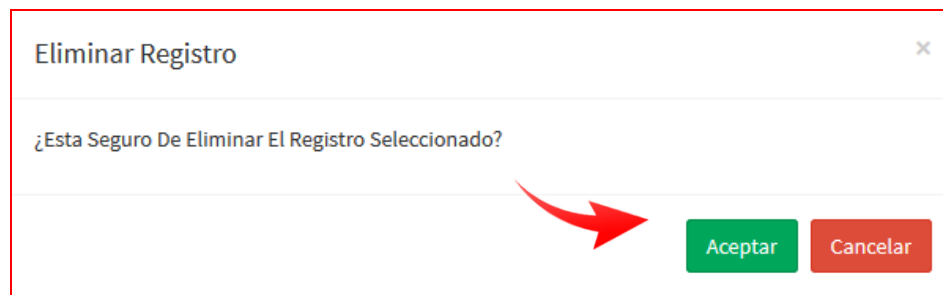 Eliminar Registro
×
¿Esta Seguro De Eliminar El Registro Seleccionado?
Aceptar Cancelar